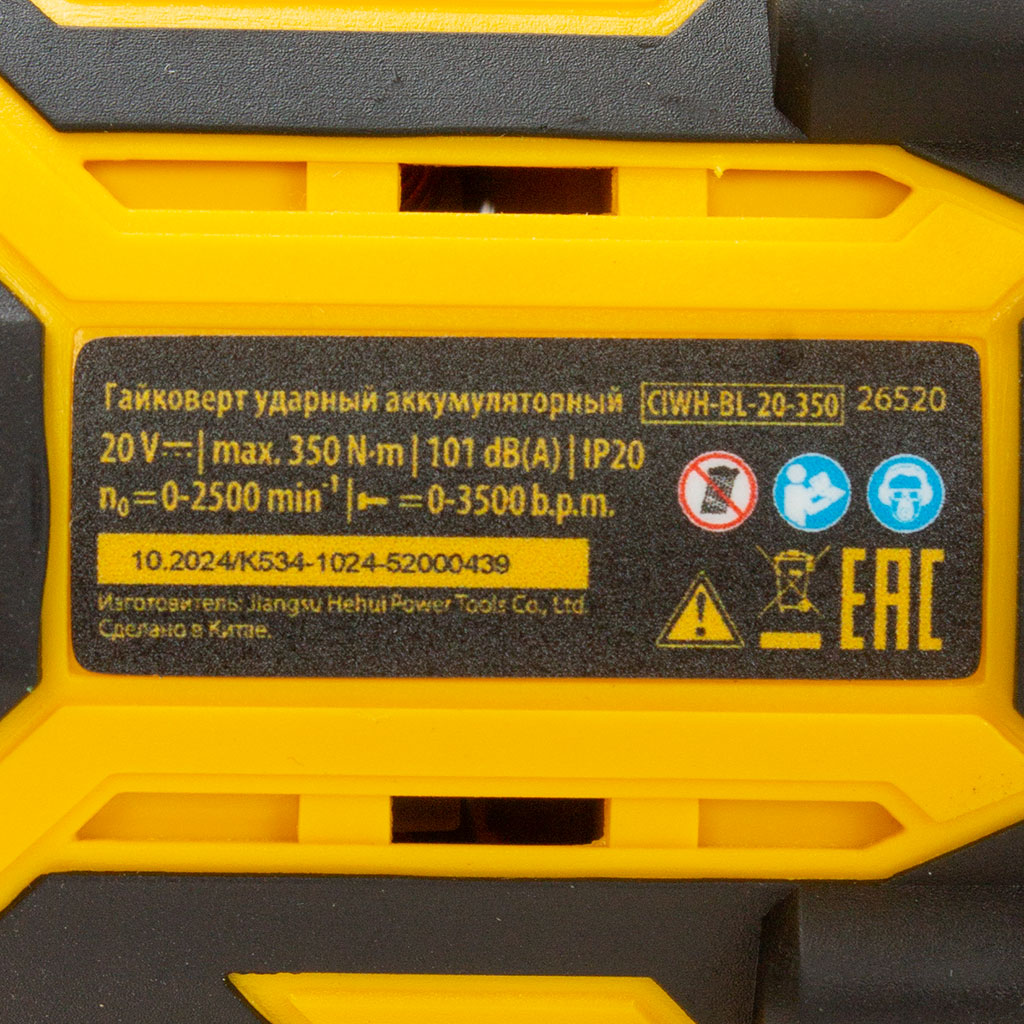 Гайковерт ударный аккумуляторный CIWH-BL-20-350 26520
20 V⎓ | max. 350 N·m | 101 dB(A) | IP20
n₀=0-2500 min⁻¹ | =0-3500 b.p.m.
10.2024/K534-1024-52000439
Изготовитель: Jiangsu Hehui Power Tools Co., Ltd.
Сделано в Китае.
EAC